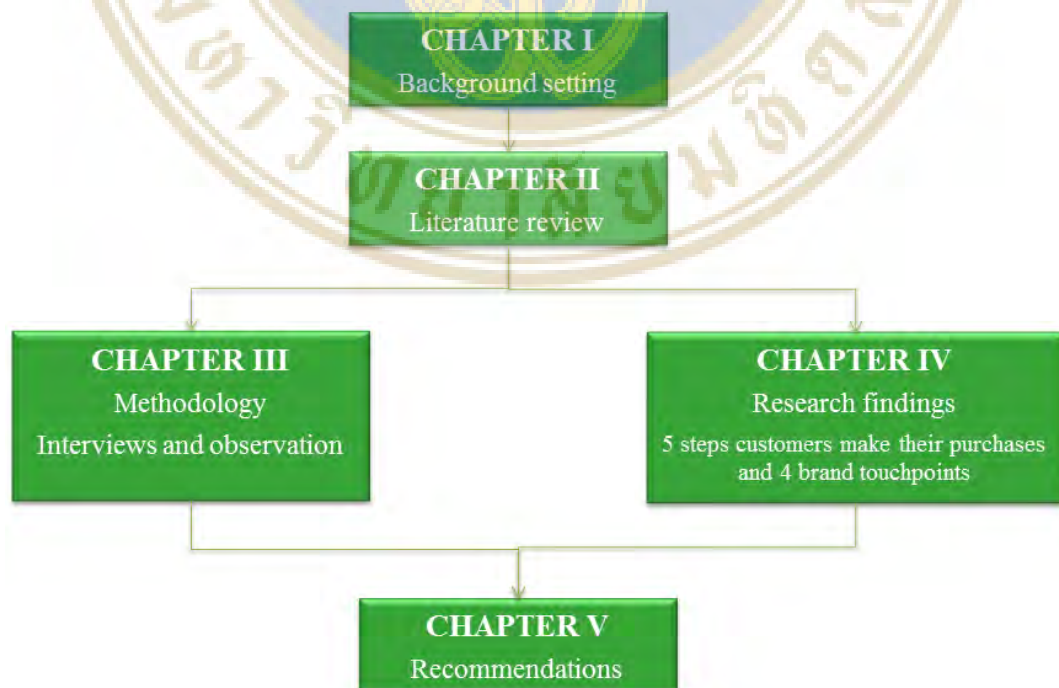 CHAPTER I
Background setting
CHAPTER II
Literature review
CHAPTER III
Methodology
Interviews and observation
CHAPTER IV
Research findings
5 steps customers make their purchases
and 4 brand touchpoints
CHAPTER V
Recommendations